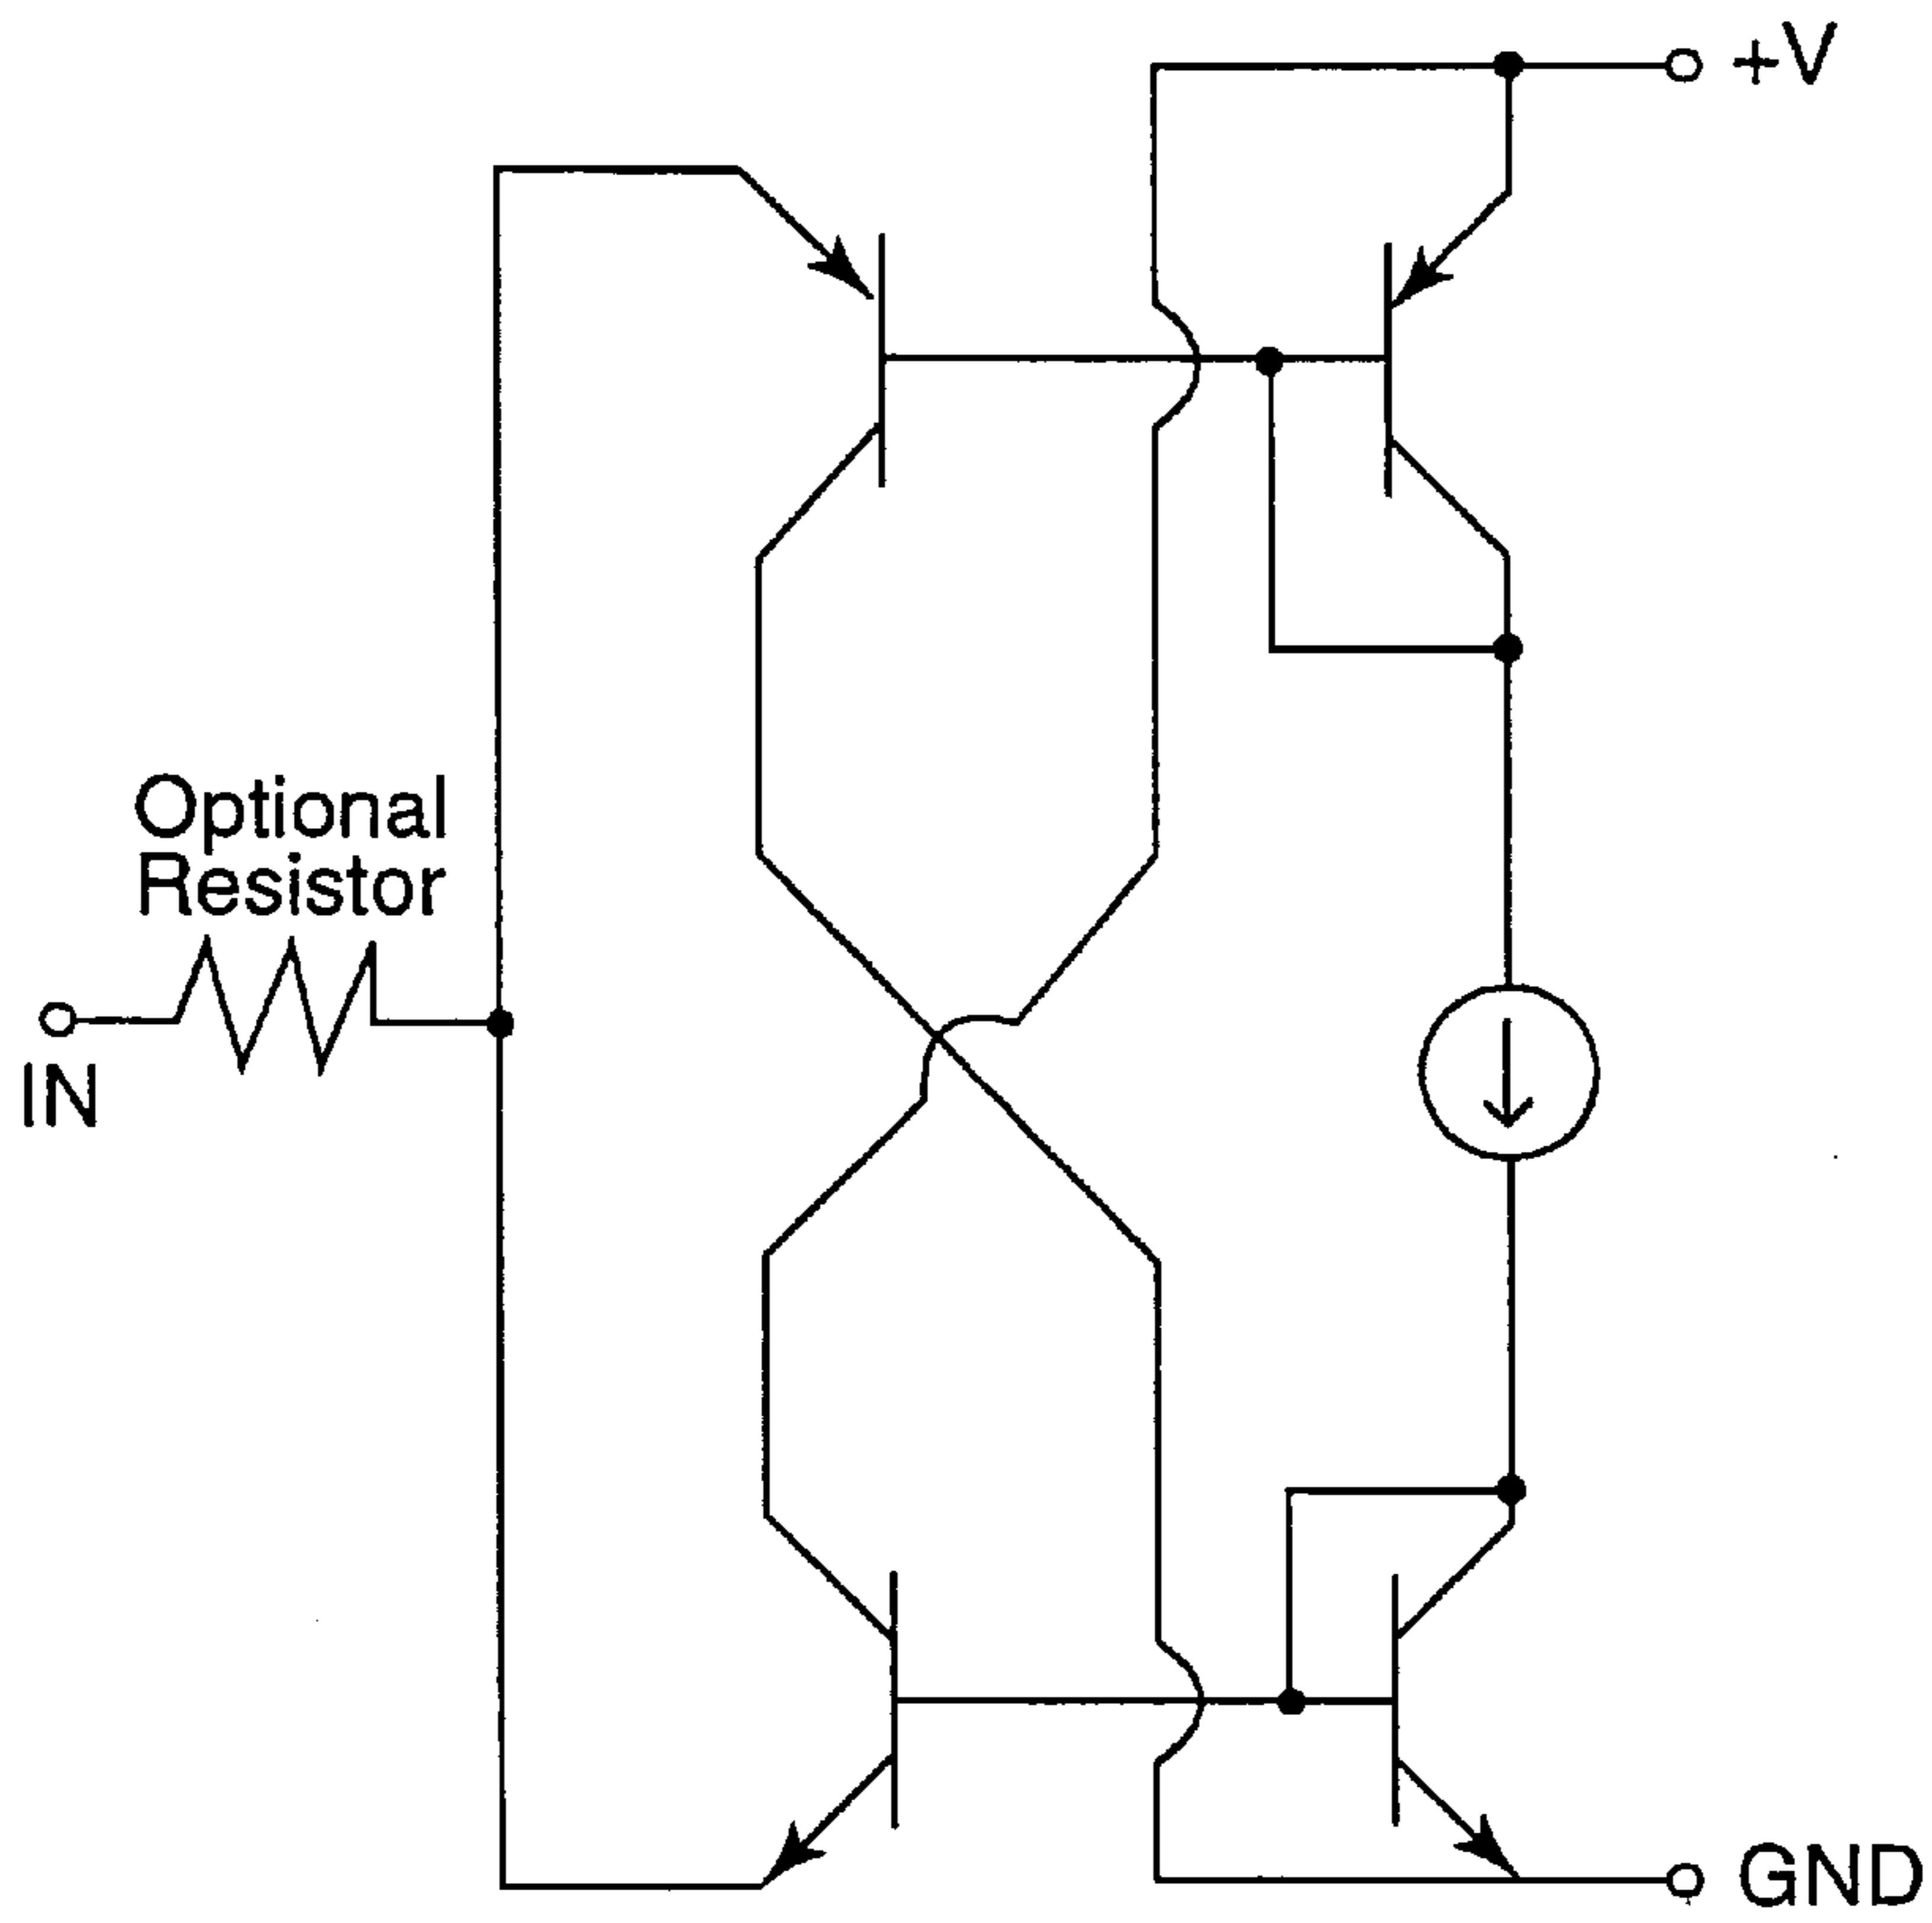 +V
Optional
Resistor
IN
GND